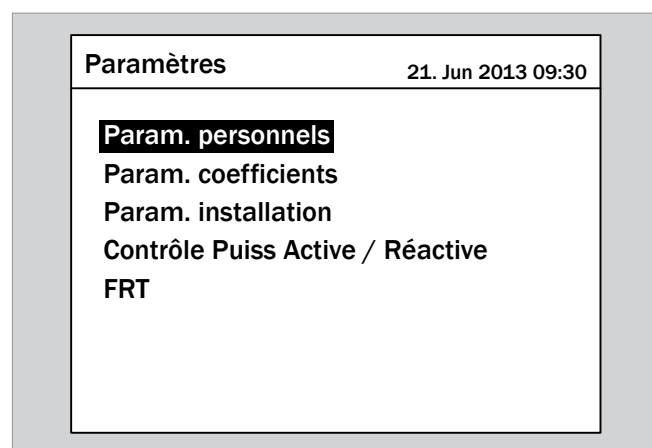 Paramètres
21. Jun 2013 09:30
Param. personnels
Param. coefficients
Param. installation
Contrôle Puiss Active / Réactive
FRT